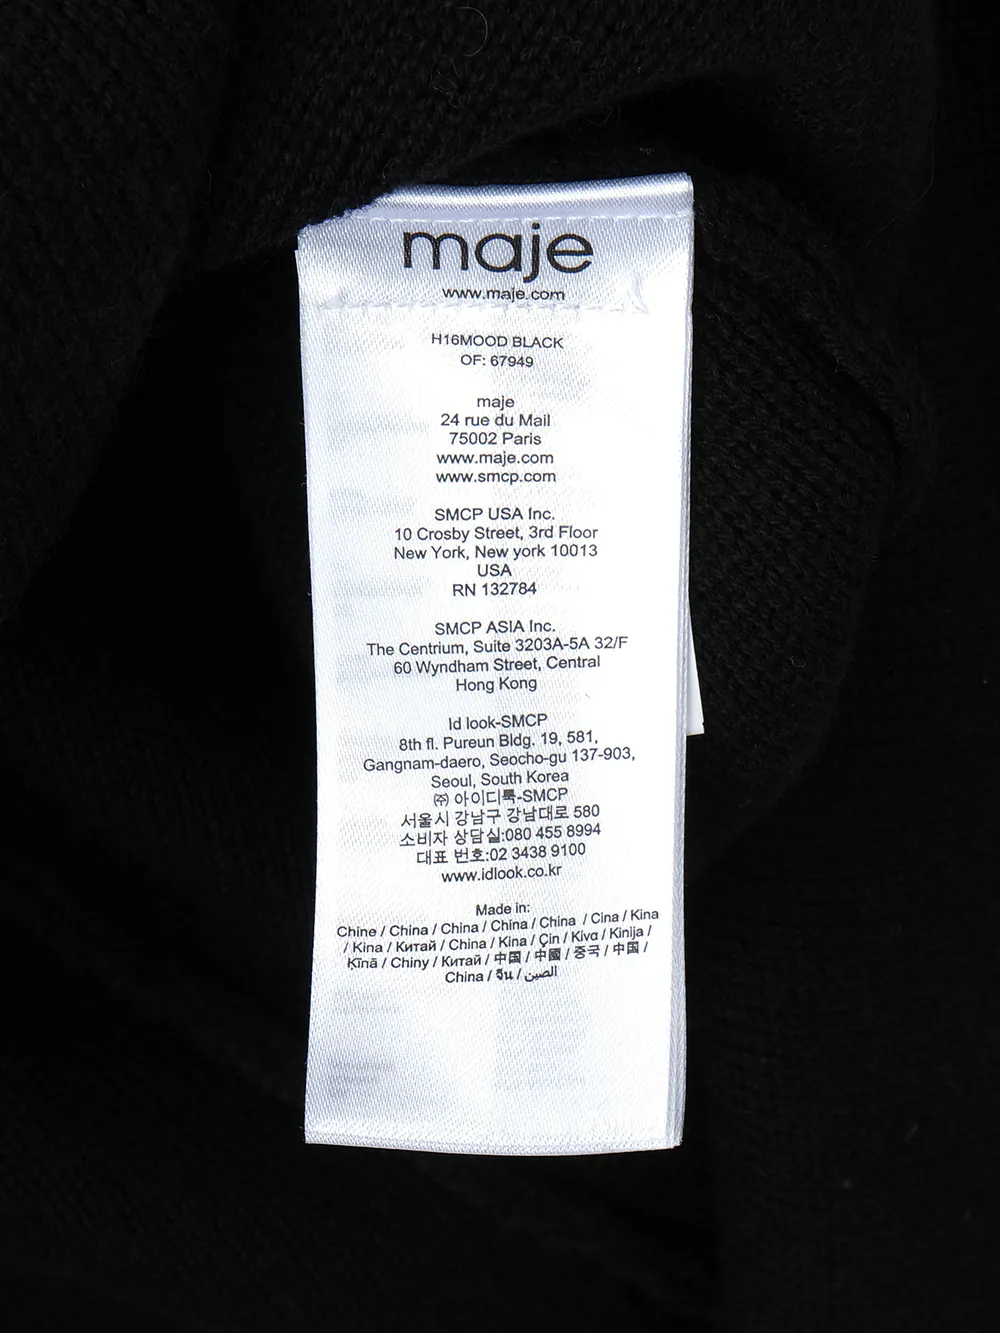 maje
www.maje.com
H16MOOD BLACK
OF: 67949
maje
24 rue du Mail
75002 Paris
www.maje.com
www.smcp.com
SMCP USA Inc.
10 Crosby Street, 3rd Floor
New York, New york 10013
USA
RN 132784
SMCP ASIA Inc.
The Centrium, Suite 3203A-5A 32/F
60 Wyndham Street, Central
Hong Kong
Id look-SMCP
8th fl. Pureun Bldg. 19, 581,
Gangnam-daero, Seocho-gu 137-903,
Seoul, South Korea
㈜ 아이디룩-SMCP
서울시 강남구 강남대로 580
소비자 상담실:080 455 8994
대표 번호:02 3438 9100
www.idlook.co.kr
Made in:
Chine / China / China / China / China / Cina / Kina
/ Kina / Китай / China / Kina / Çin / Κινα / Kinija /
Ķīnā / Chiny / Китай / 中国 / 中國 / 중국 / 中国 /
China / จีน / الصين